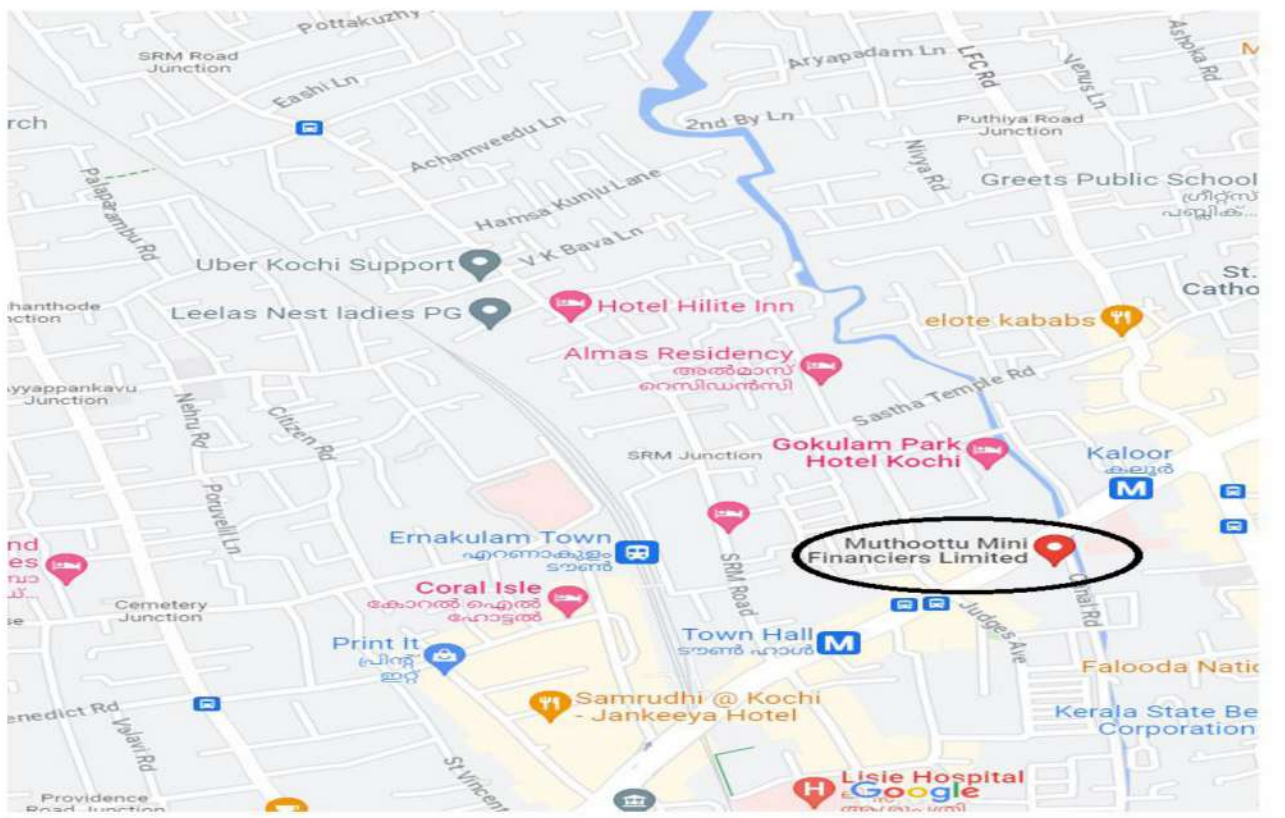 Pottakuzhy
SRM Road
Junction
Eashi Ln
Aryapadam Ln
LFC Rd
Venus Ln
Ashoka Rd
rch
Achamveedu Ln
2nd By Ln
Puthiya Road
Junction
Nivya Rd
Palaparambu Rd
Hamsa Kunju Lane
Greets Public School
ഗ്രീറ്റ്സ്
പബ്ലിക്...
V K Bava Ln
Uber Kochi Support
St.
Catho
hanthode
nction
Leelas Nest ladies PG
Hotel Hilite Inn
elote kababs
Almas Residency
അൽമാസ്
റെസിഡൻസി
yyappankavu
Junction
Nehru Rd
Citizen Rd
Sastha Temple Rd
SRM Junction
Gokulam Park
Hotel Kochi
Kaloor
കലൂർ
M
Poruvelil Ln
Ernakulam Town
എറണാകുളം
ടൗൺ
Muthoottu Mini
Financiers Limited
nd
es
Coral Isle
കോറൽ ഐൽ
ഹോട്ടൽ
SRM Road
Canal Rd
Judges Ave
Cemetery
Junction
Print It
പ്രിന്റ്
ഇറ്റ്
Town Hall
ടൗൺ ഹാൾ
M
Falooda Natio
Samrudhi @ Kochi
- Jankeeya Hotel
enedict Rd
Valavi Rd
Kerala State Be
Corporation
St Vincent
Lisie Hospital
Google
Providence
Road Junction